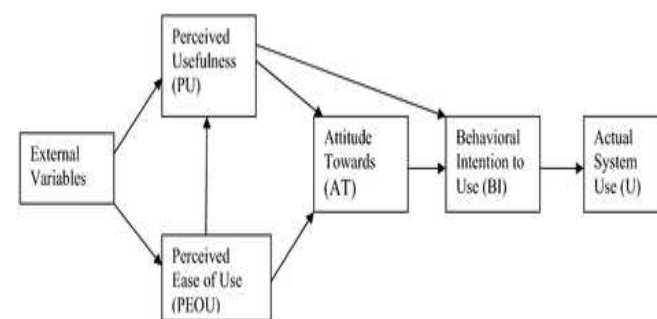 Perceived
Usefulness
(PU)
External
Variables
Attitude
Towards
(AT)
Behavioral
Intention to
Use (BI)
Actual
System
Use (U)
Perceived
Ease of Use
(PEOU)